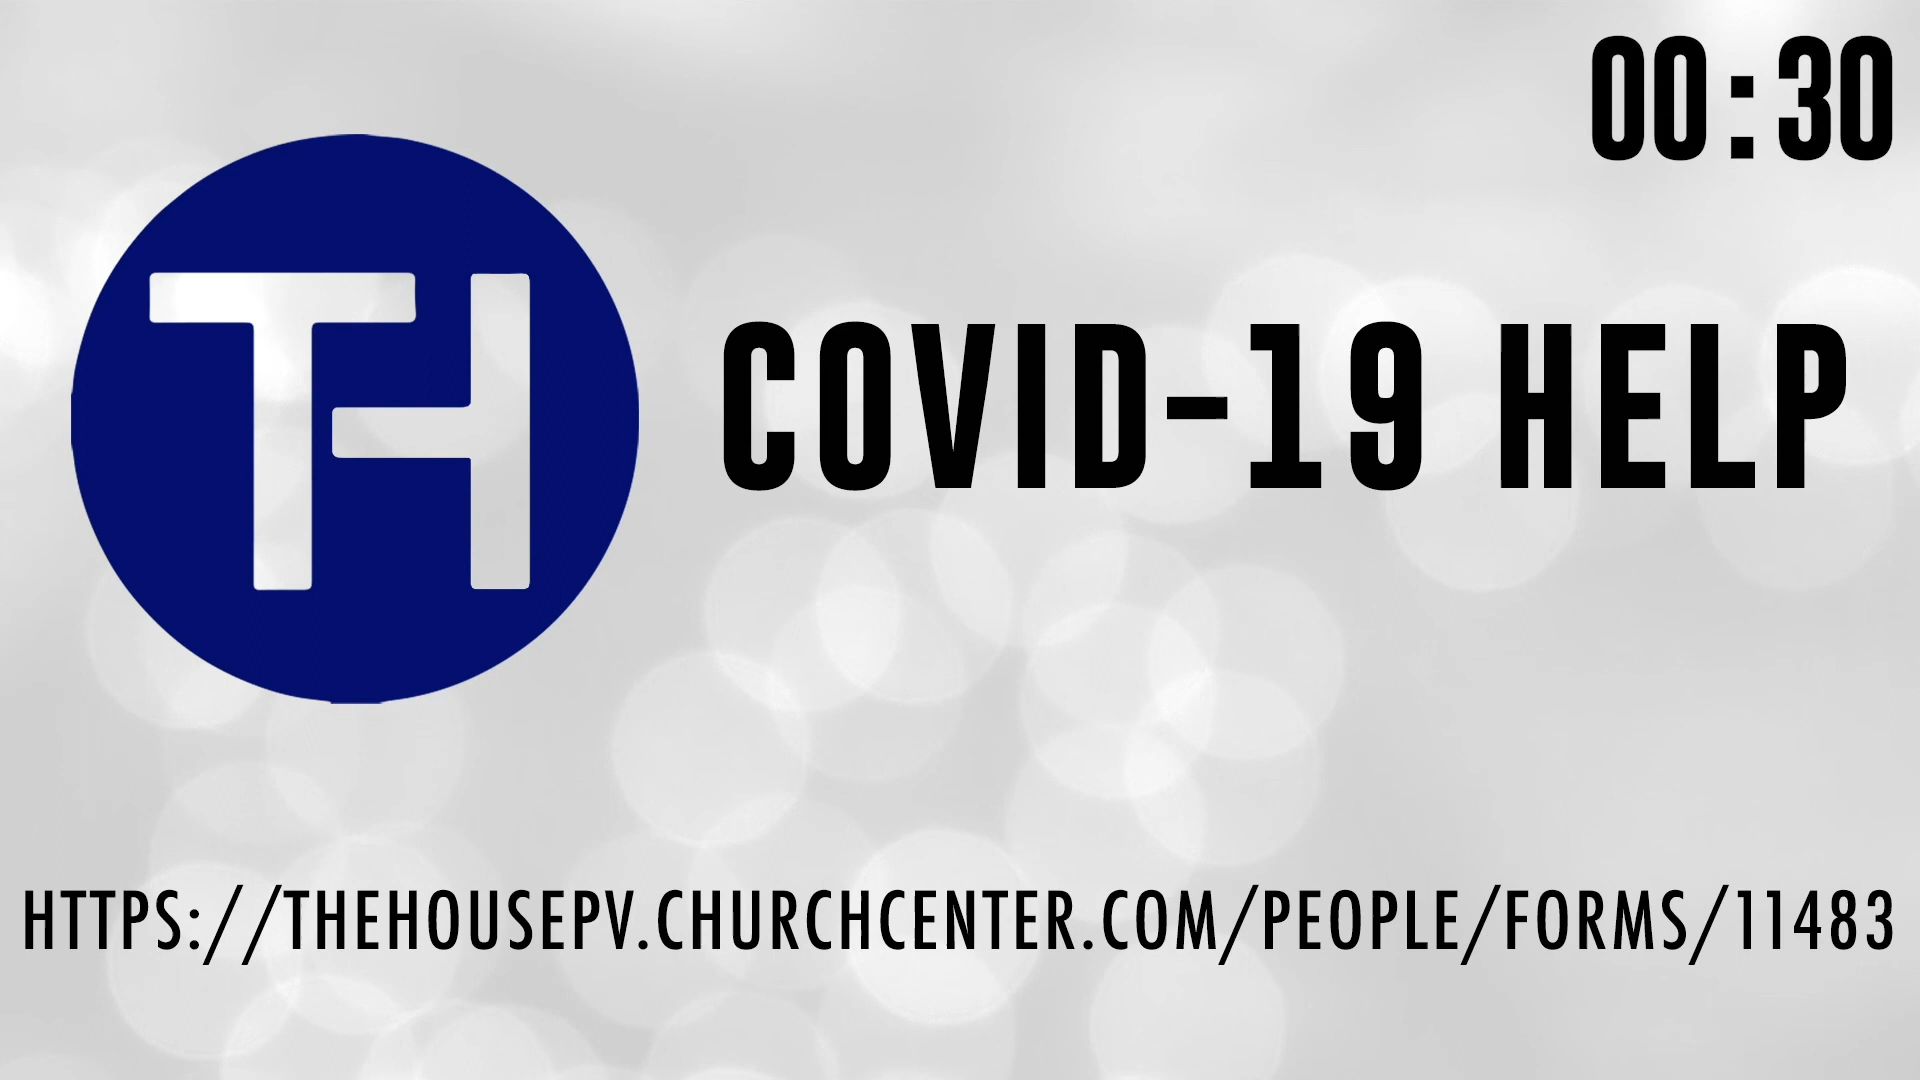 00:30
TH
COVID-19 HELP
HTTPS://THEHOUSEPV.CHURCHCENTER.COM/PEOPLE/FORMS/11483